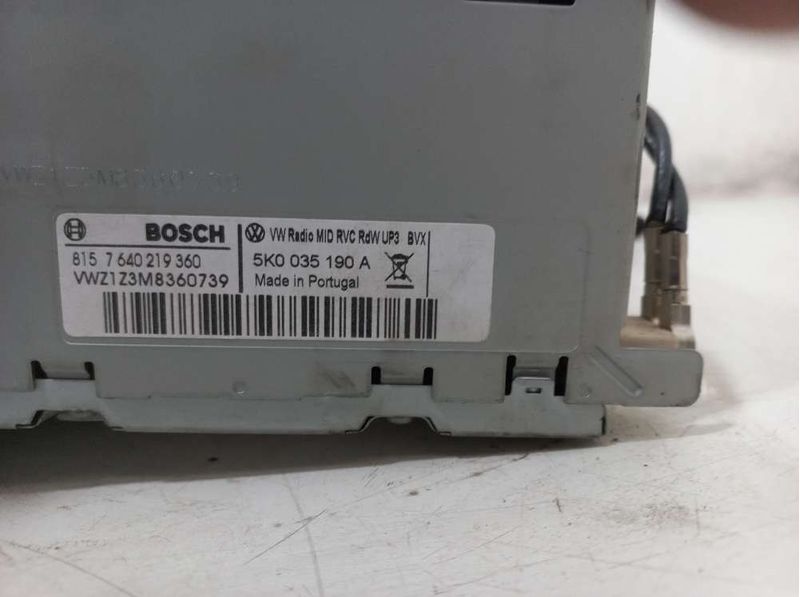 BOSCH
815 7 640 219 360
VWZ1Z3M8360739
VW Radio MID RVC RdW UP3 BVX
5K0 035 190 A
Made in Portugal